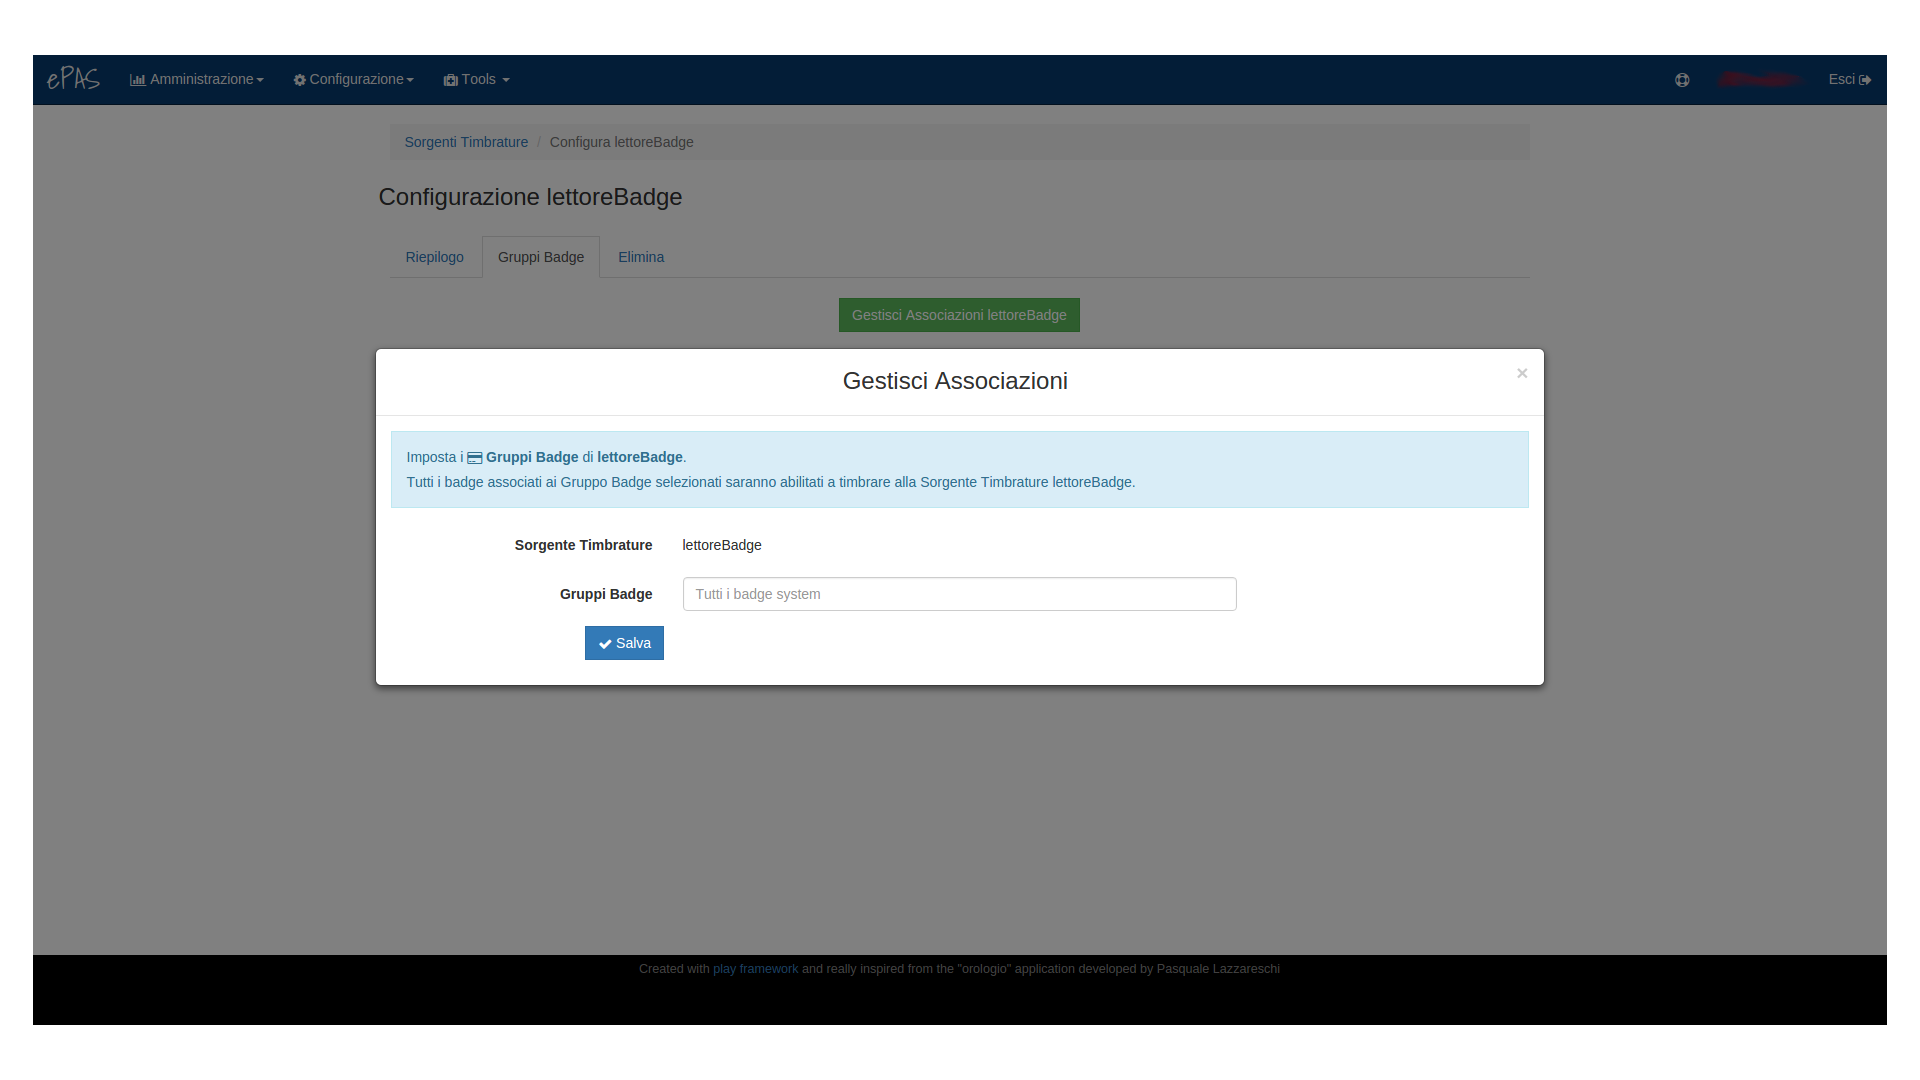 ePAS Amministrazione Configurazione Tools Esci
Sorgenti Timbrature / Configura lettoreBadge
Configurazione lettoreBadge
Riepilogo Gruppi Badge Elimina
Gestisci Associazioni lettoreBadge
Gestisci Associazioni ×
Imposta i Gruppi Badge di lettoreBadge.
Tutti i badge associati ai Gruppo Badge selezionati saranno abilitati a timbrare alla Sorgente Timbrature lettoreBadge.
Sorgente Timbrature lettoreBadge
Gruppi Badge Tutti i badge system
Salva
Created with play framework and really inspired from the "orologio" application developed by Pasquale Lazzareschi